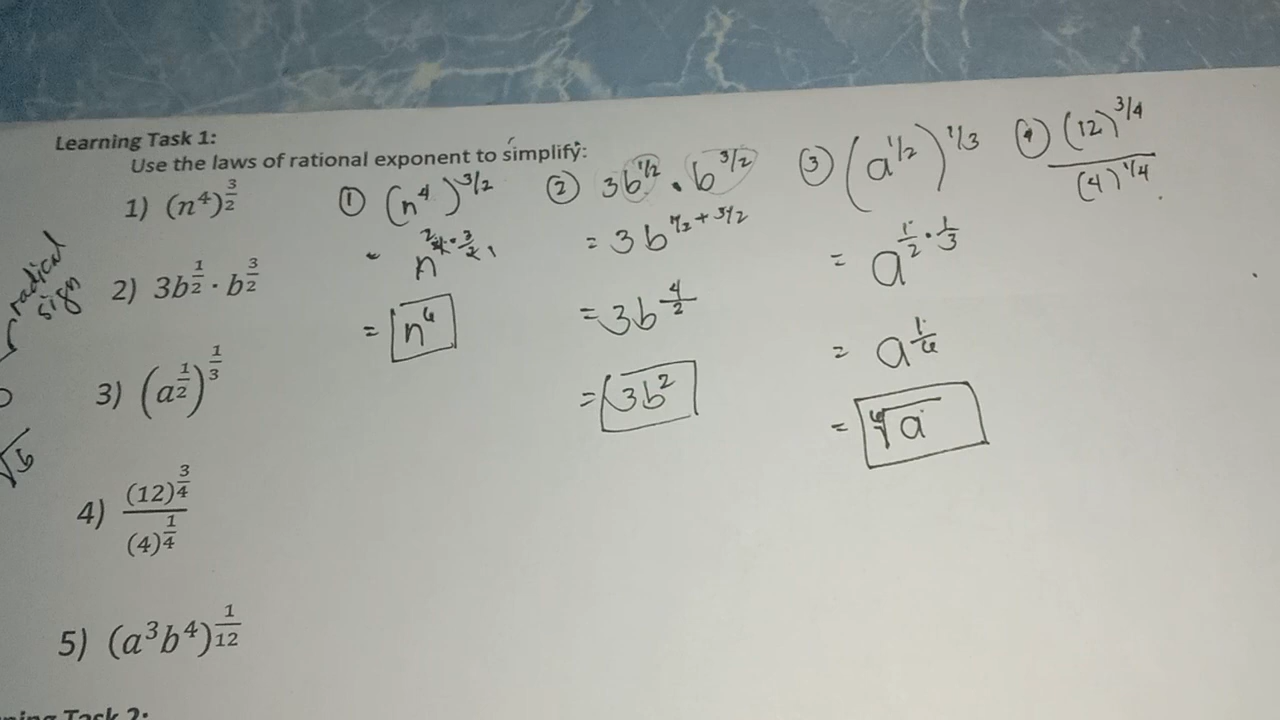 Learning Task 1:
Use the laws of rational exponent to simplify:
1) (n⁴)^(3/2)
2) 3b^(1/2) · b^(3/2)
3) (a^(1/2))^(1/3)
4) (12)^(3/4) / (4)^(1/4)
5) (a³b⁴)^(1/12)
radical
sign
① (n⁴)^(3/2)
= n^(4·3/2)
= n⁶
② 3b^(1/2) · b^(3/2)
= 3b^(1/2 + 3/2)
= 3b^(4/2)
= 3b²
③ (a^(1/2))^(1/3)
= a^(1/2 · 1/3)
= a^(1/6)
= ⁶√a
④ (12)^(3/4) / (4)^(1/4)
Task 2: